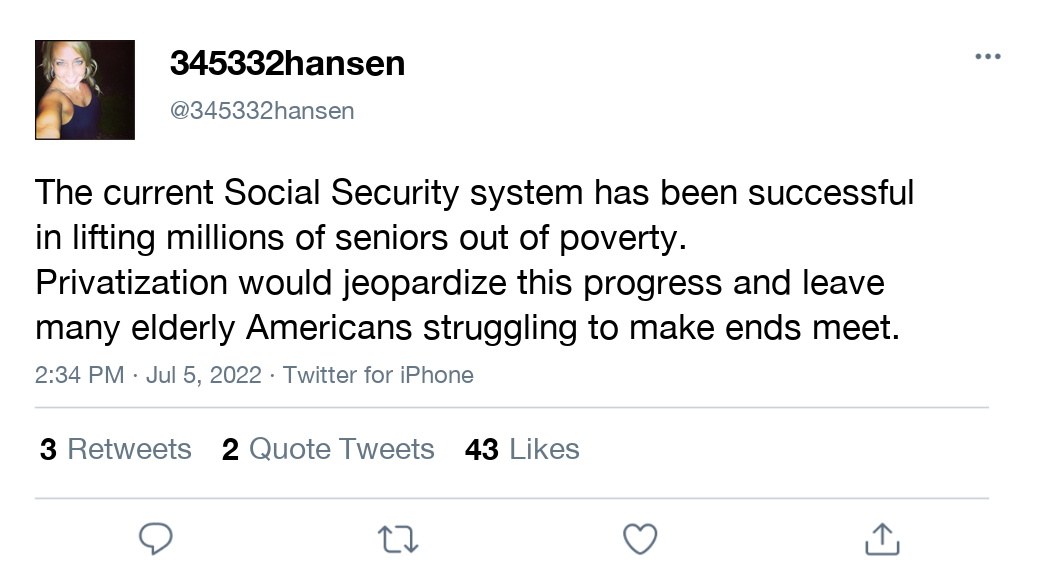 345332hansen
@345332hansen
The current Social Security system has been successful
in lifting millions of seniors out of poverty.
Privatization would jeopardize this progress and leave
many elderly Americans struggling to make ends meet.
2:34 PM · Jul 5, 2022 · Twitter for iPhone
3 Retweets 2 Quote Tweets 43 Likes